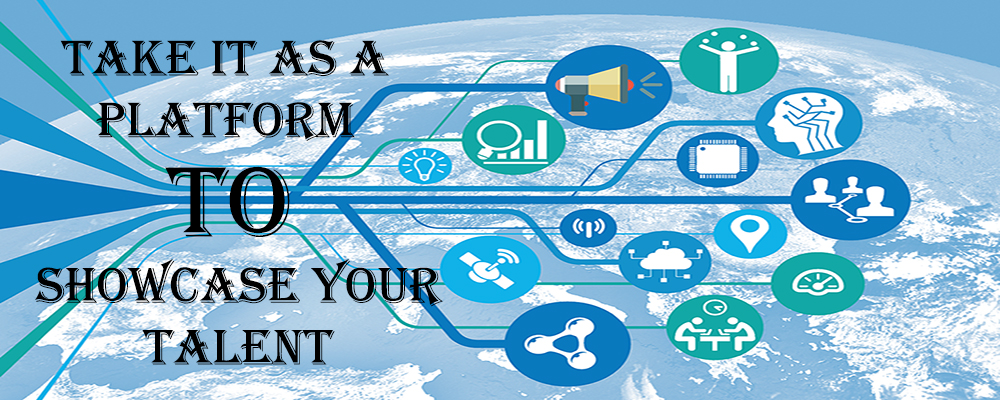 TAKE IT AS A
PLATFORM
TO
SHOWCASE YOUR
TALENT